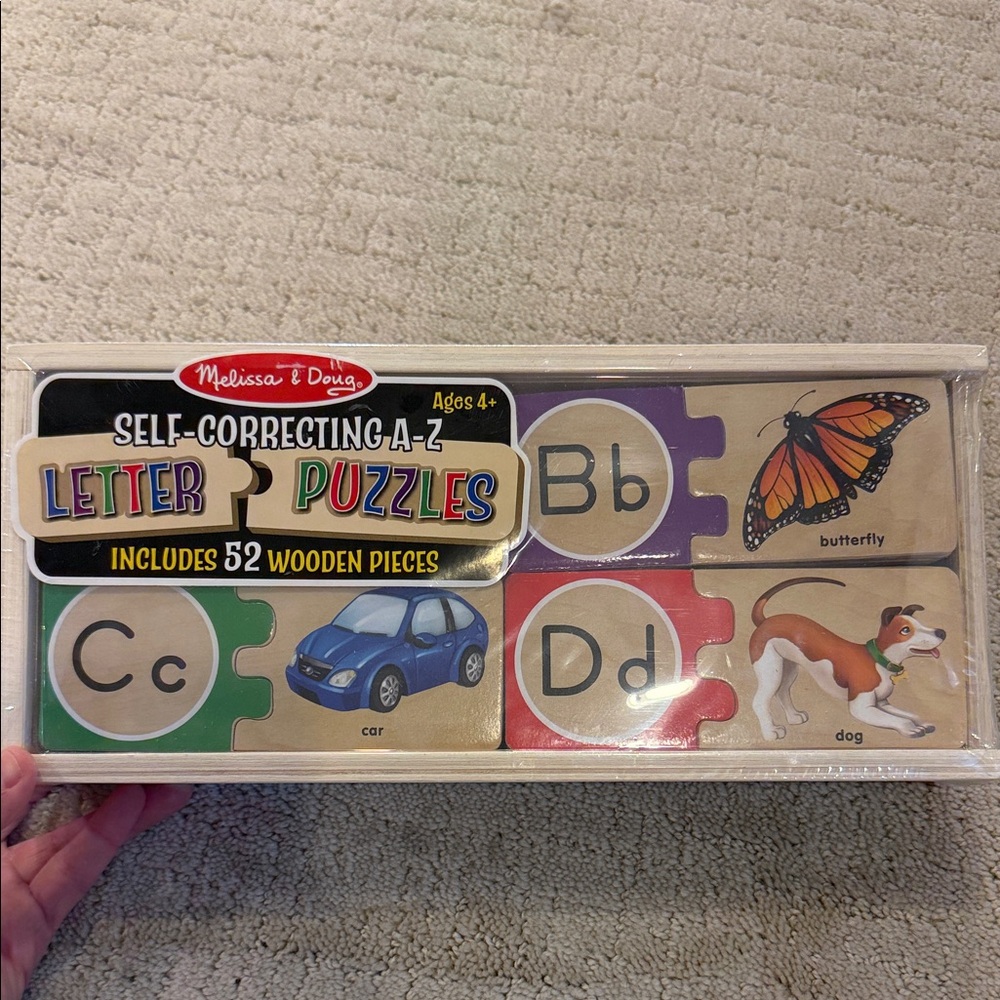 Melissa & Doug®
Ages 4+
SELF-CORRECTING A-Z
LETTER PUZZLES
INCLUDES 52 WOODEN PIECES
Bb
butterfly
Cc
car
Dd
dog